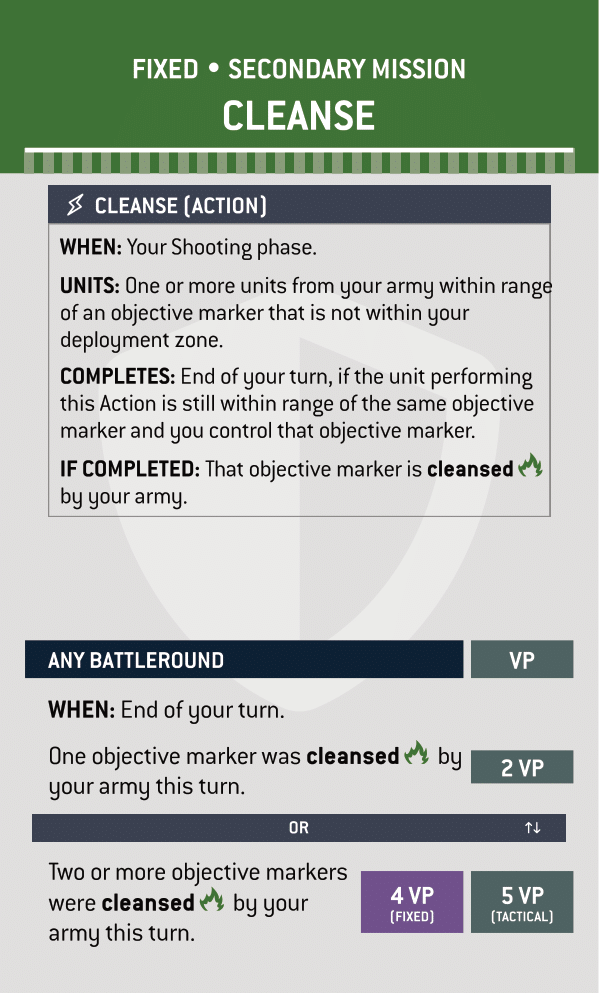 FIXED • SECONDARY MISSION
CLEANSE
CLEANSE (ACTION)
WHEN: Your Shooting phase.
UNITS: One or more units from your army within range
of an objective marker that is not within your
deployment zone.
COMPLETES: End of your turn, if the unit performing
this Action is still within range of the same objective
marker and you control that objective marker.
IF COMPLETED: That objective marker is cleansed
by your army.
ANY BATTLEROUND VP
WHEN: End of your turn.
One objective marker was cleansed by
your army this turn.
2 VP
OR ↑↓
Two or more objective markers
were cleansed by your
army this turn.
4 VP
(FIXED)
5 VP
(TACTICAL)